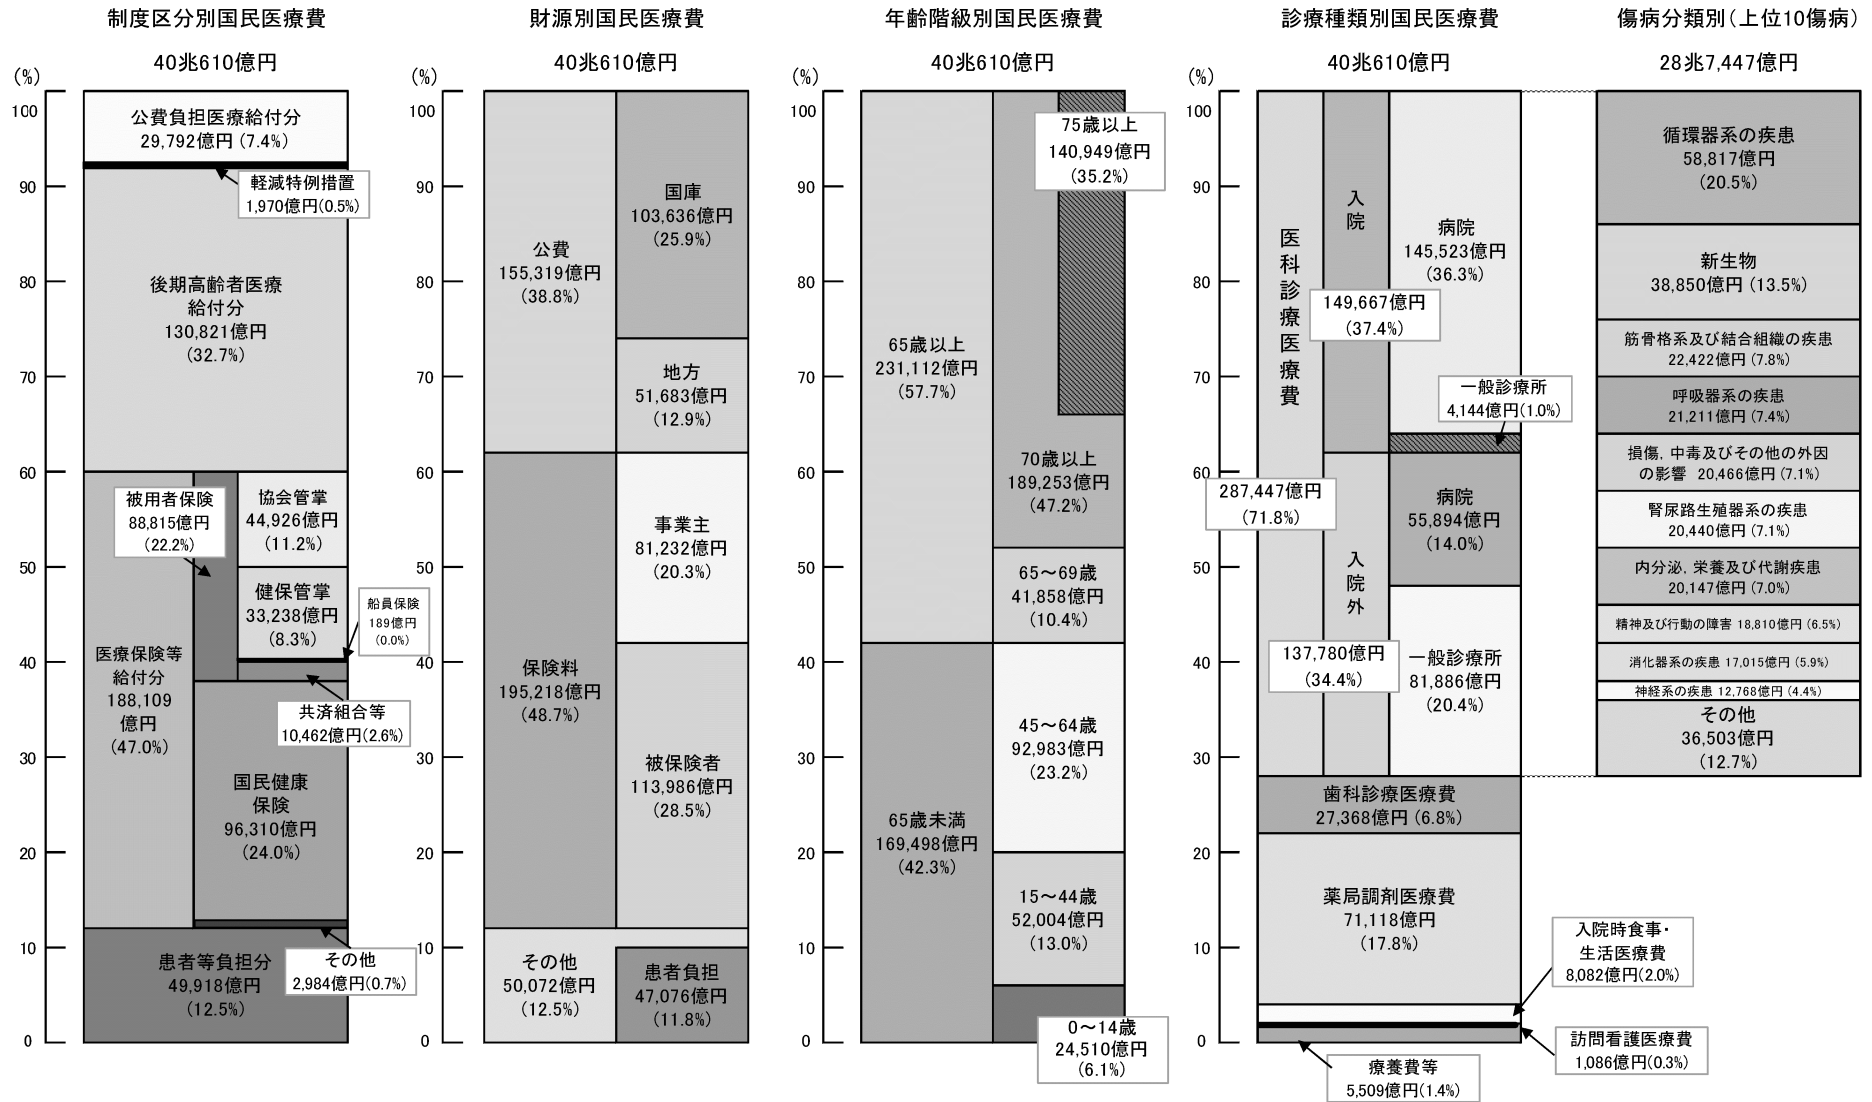 制度区分別国民医療費
40兆610億円
(%)
100
90
80
70
60
50
40
30
20
10
0
公費負担医療給付分
29,792億円 (7.4%)
軽減特例措置
1,970億円(0.5%)
後期高齢者医療
給付分
130,821億円
(32.7%)
被用者保険
88,815億円
(22.2%)
協会管掌
44,926億円
(11.2%)
健保管掌
33,238億円
(8.3%)
船員保険
189億円
(0.0%)
医療保険等
給付分
188,109
億円
(47.0%)
共済組合等
10,462億円(2.6%)
国民健康
保険
96,310億円
(24.0%)
その他
2,984億円(0.7%)
患者等負担分
49,918億円
(12.5%)
財源別国民医療費
40兆610億円
(%)
100
90
80
70
60
50
40
30
20
10
0
公費
155,319億円
(38.8%)
国庫
103,636億円
(25.9%)
地方
51,683億円
(12.9%)
保険料
195,218億円
(48.7%)
事業主
81,232億円
(20.3%)
被保険者
113,986億円
(28.5%)
その他
50,072億円
(12.5%)
患者負担
47,076億円
(11.8%)
年齢階級別国民医療費
40兆610億円
(%)
100
90
80
70
60
50
40
30
20
10
0
75歳以上
140,949億円
(35.2%)
65歳以上
231,112億円
(57.7%)
70歳以上
189,253億円
(47.2%)
65～69歳
41,858億円
(10.4%)
65歳未満
169,498億円
(42.3%)
45～64歳
92,983億円
(23.2%)
15～44歳
52,004億円
(13.0%)
0～14歳
24,510億円
(6.1%)
診療種類別国民医療費
40兆610億円
(%)
100
90
80
70
60
50
40
30
20
10
0
医科診療医療費
287,447億円
(71.8%)
入院
149,667億円
(37.4%)
病院
145,523億円
(36.3%)
一般診療所
4,144億円(1.0%)
入院外
137,780億円
(34.4%)
病院
55,894億円
(14.0%)
一般診療所
81,886億円
(20.4%)
歯科診療医療費
27,368億円 (6.8%)
薬局調剤医療費
71,118億円
(17.8%)
入院時食事・
生活医療費
8,082億円(2.0%)
訪問看護医療費
1,086億円(0.3%)
療養費等
5,509億円(1.4%)
傷病分類別(上位10傷病)
28兆7,447億円
循環器系の疾患
58,817億円
(20.5%)
新生物
38,850億円 (13.5%)
筋骨格系及び結合組織の疾患
22,422億円 (7.8%)
呼吸器系の疾患
21,211億円 (7.4%)
損傷，中毒及びその他の外因
の影響 20,466億円 (7.1%)
腎尿路生殖器系の疾患
20,440億円 (7.1%)
内分泌，栄養及び代謝疾患
20,147億円 (7.0%)
精神及び行動の障害 18,810億円 (6.5%)
消化器系の疾患 17,015億円 (5.9%)
神経系の疾患 12,768億円 (4.4%)
その他
36,503億円
(12.7%)